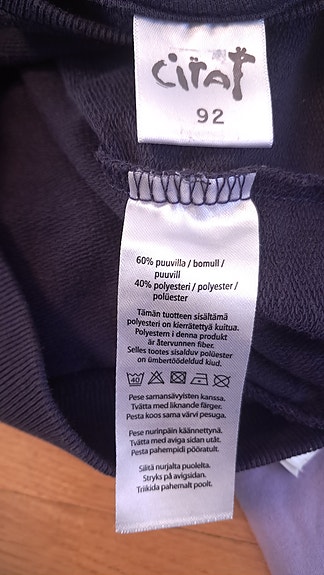 CiTaT
92
60% puuvilla / bomull /
puuvill
40% polyesteri / polyester /
polüester
Tämän tuotteen sisältämä
polyesteri on kierrätettyä kuitua.
Polyestern i denna produkt
är återvunnen fiber.
Selles tootes sisalduv polüester
on ümbertöödeldud kiud.
40
Pese samansävyisten kanssa.
Tvätta med liknande färger.
Pesta koos sama värvi pesuga.
Pese nurinpäin käännettynä.
Tvätta med aviga sidan utåt.
Pesta pahempidi pööratult.
Silitä nurjalta puolelta.
Stryks på avigsidan.
Triikida pahemalt poolt.